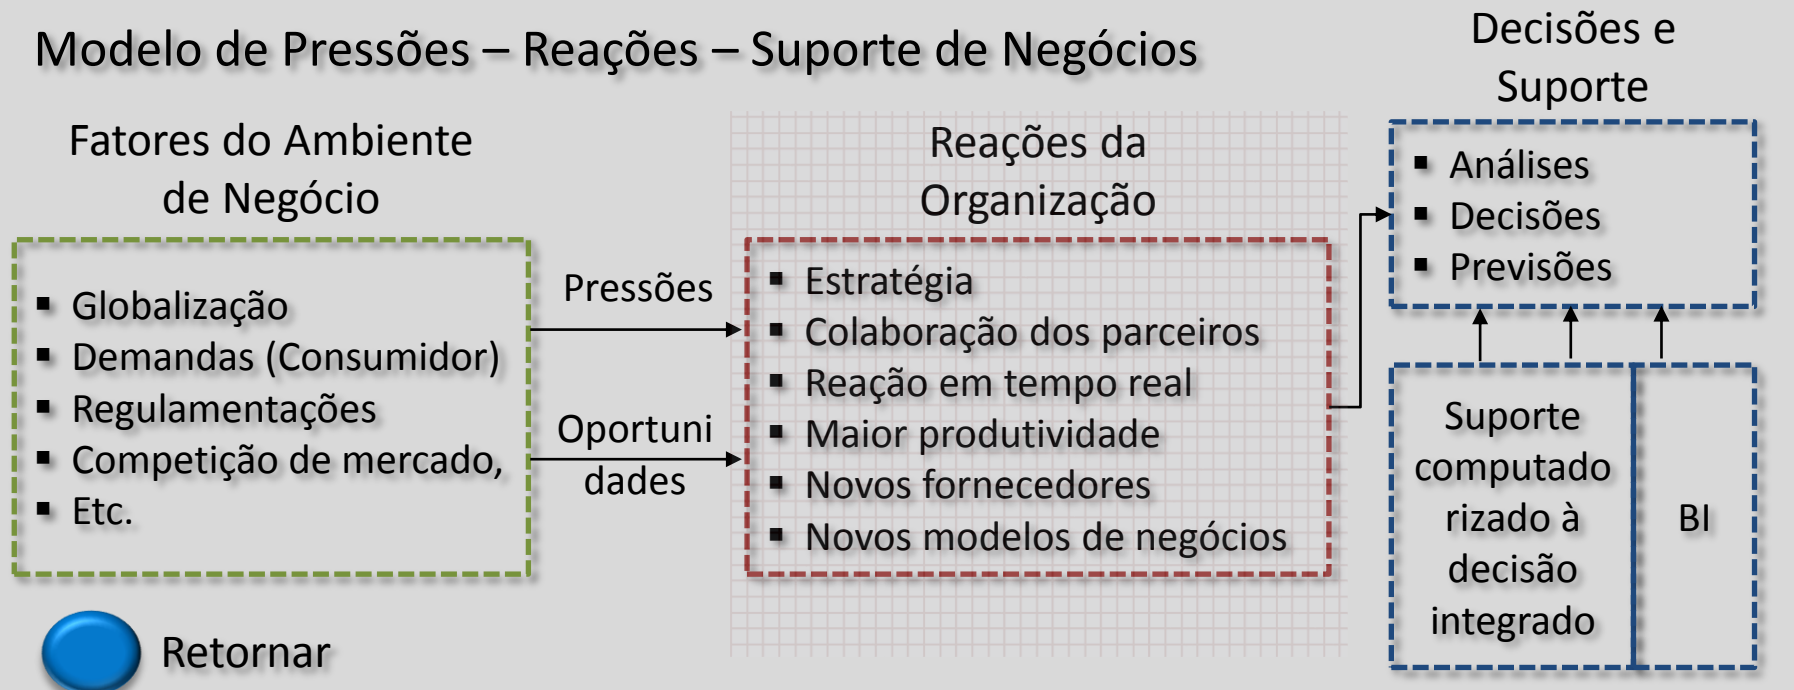 Modelo de Pressões – Reações – Suporte de Negócios
Fatores do Ambiente
de Negócio
▪ Globalização
▪ Demandas (Consumidor)
▪ Regulamentações
▪ Competição de mercado,
▪ Etc.
Pressões
Oportuni
dades
Reações da
Organização
▪ Estratégia
▪ Colaboração dos parceiros
▪ Reação em tempo real
▪ Maior produtividade
▪ Novos fornecedores
▪ Novos modelos de negócios
Decisões e
Suporte
▪ Análises
▪ Decisões
▪ Previsões
Suporte
computado
rizado à
decisão
integrado
BI
Retornar